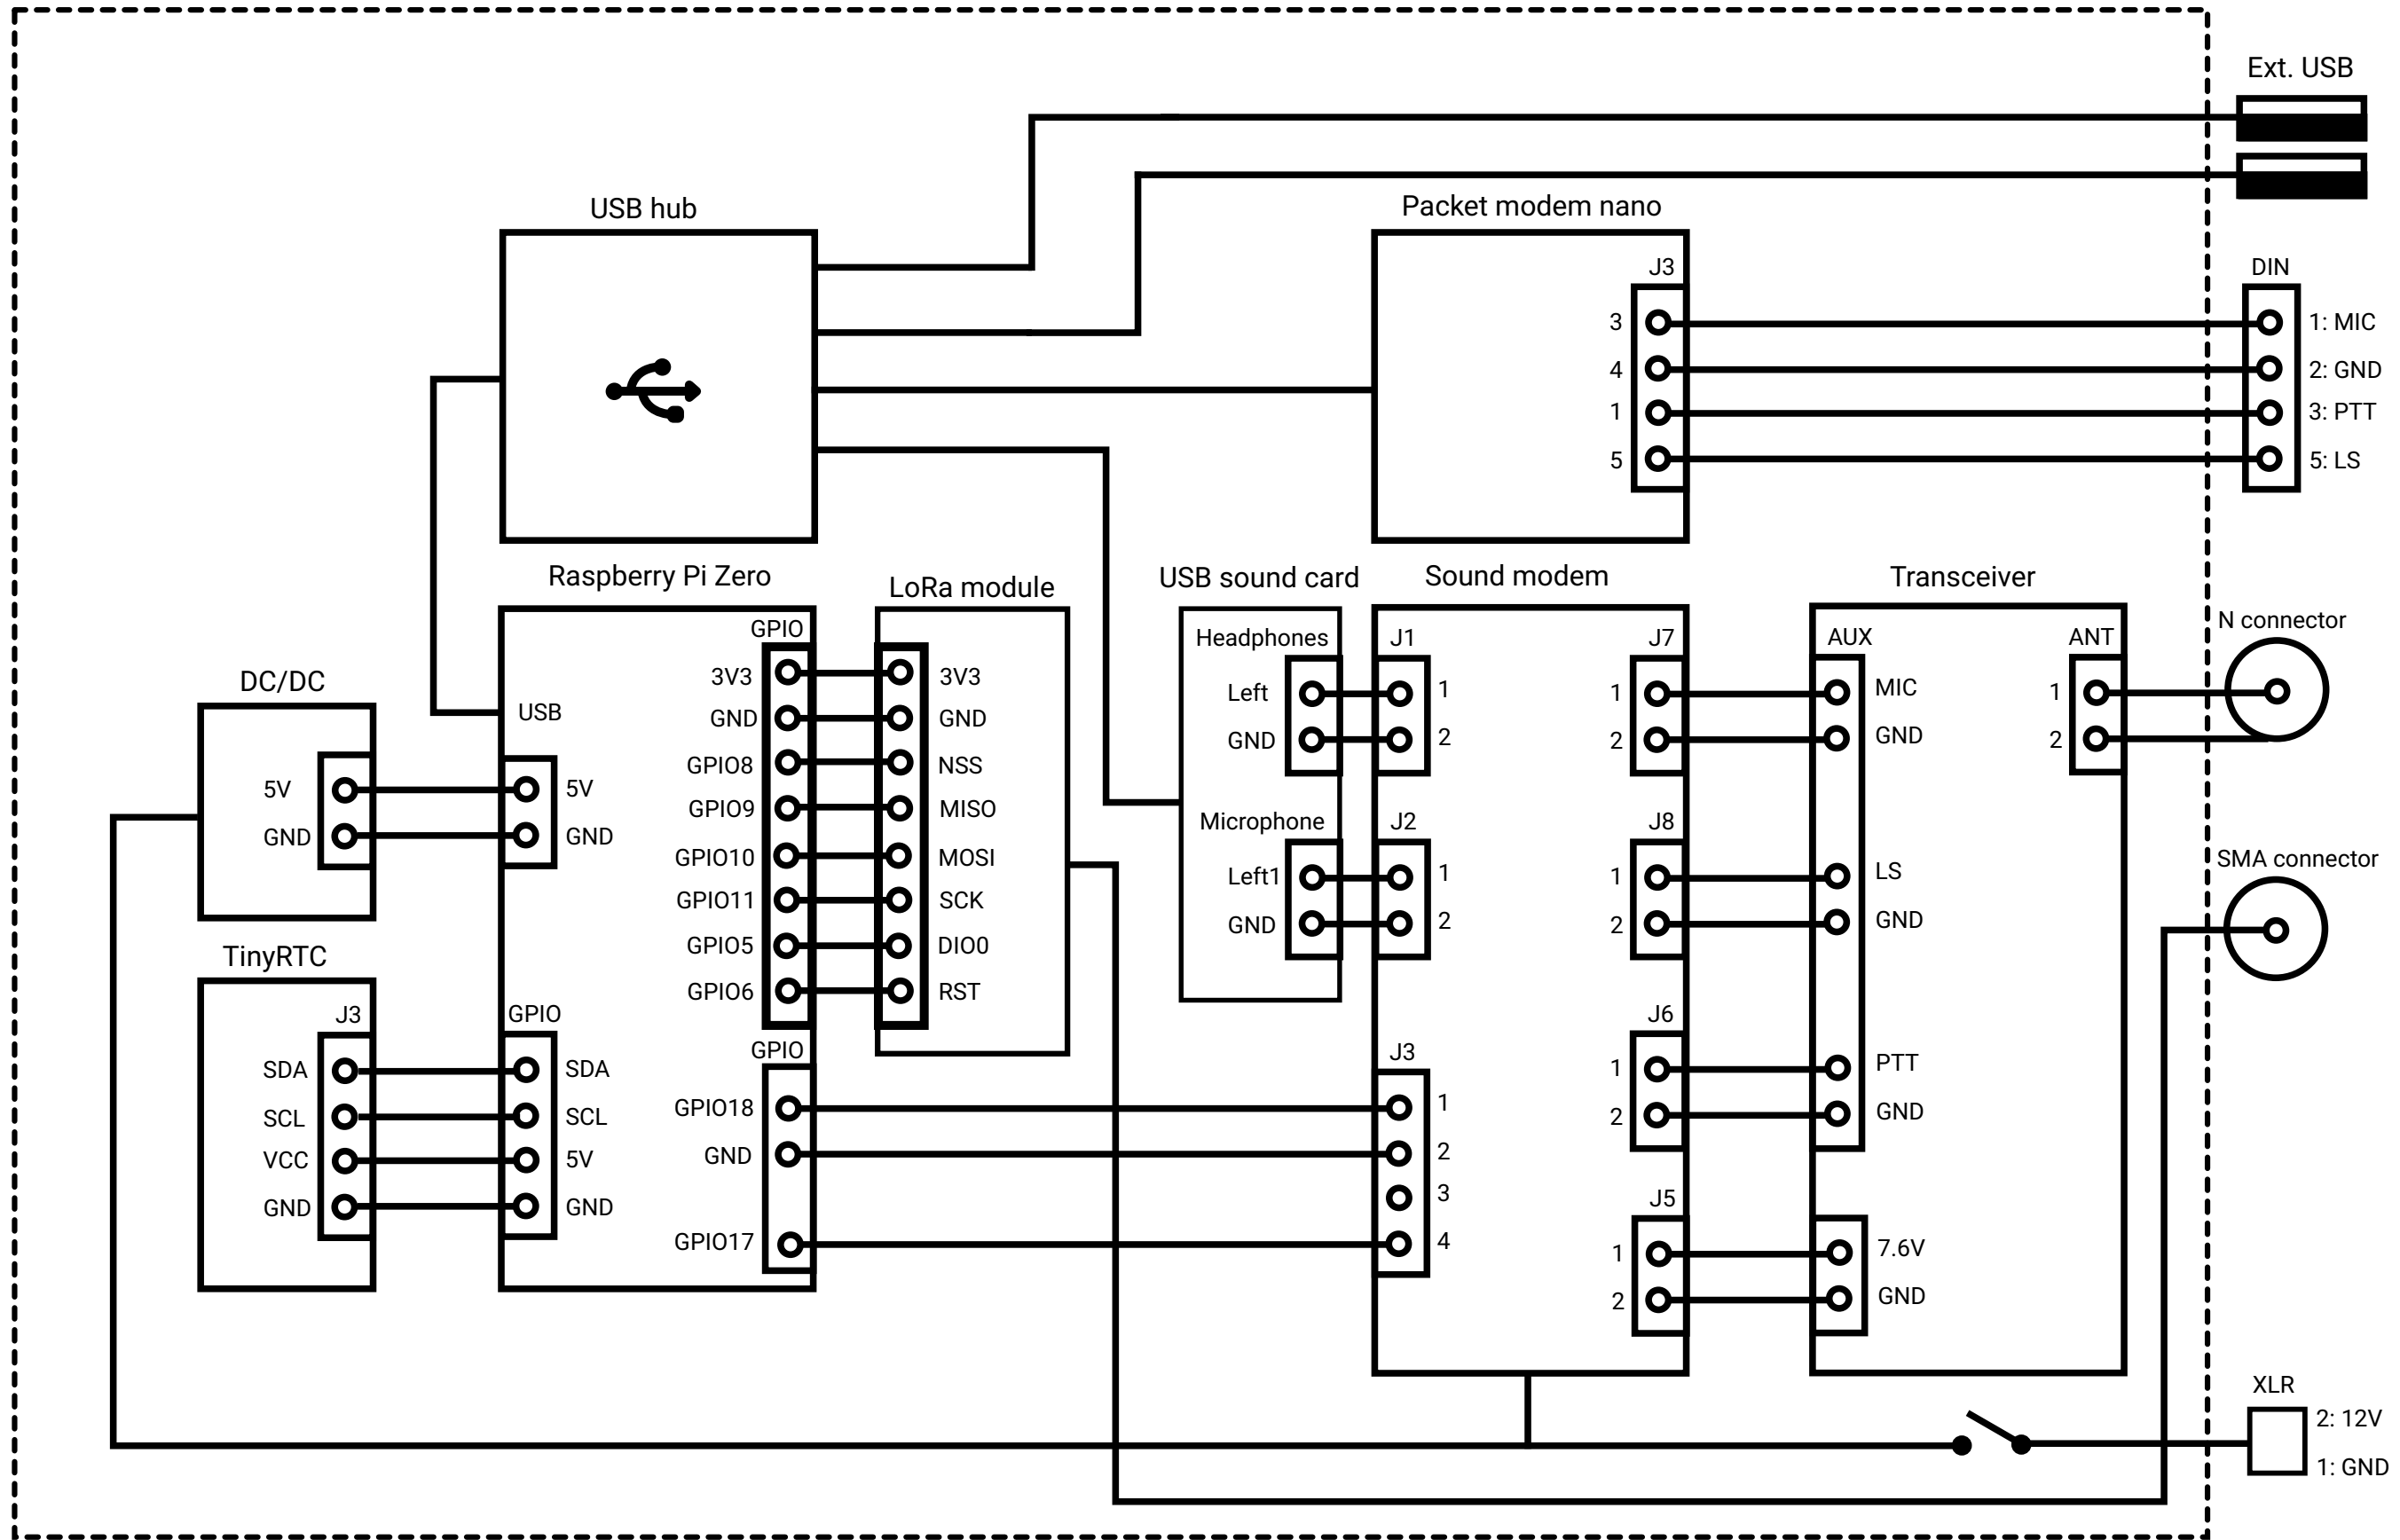 Ext. USB
USB hub
Packet modem nano
J3
3
4
1
5
DIN
1: MIC
2: GND
3: PTT
5: LS
DC/DC
5V
GND
TinyRTC
J3
SDA
SCL
VCC
GND
Raspberry Pi Zero
USB
5V
GND
GPIO
SDA
SCL
5V
GND
GPIO
3V3
GND
GPIO8
GPIO9
GPIO10
GPIO11
GPIO5
GPIO6
GPIO
GPIO18
GND
GPIO17
LoRa module
3V3
GND
NSS
MISO
MOSI
SCK
DIO0
RST
USB sound card
Headphones
Left
GND
Microphone
Left1
GND
Sound modem
J1
1
2
J2
1
2
J3
1
2
3
4
J7
1
2
J8
1
2
J6
1
2
J5
1
2
Transceiver
AUX
MIC
GND
LS
GND
PTT
GND
7.6V
GND
ANT
1
2
N connector
SMA connector
XLR
2: 12V
1: GND